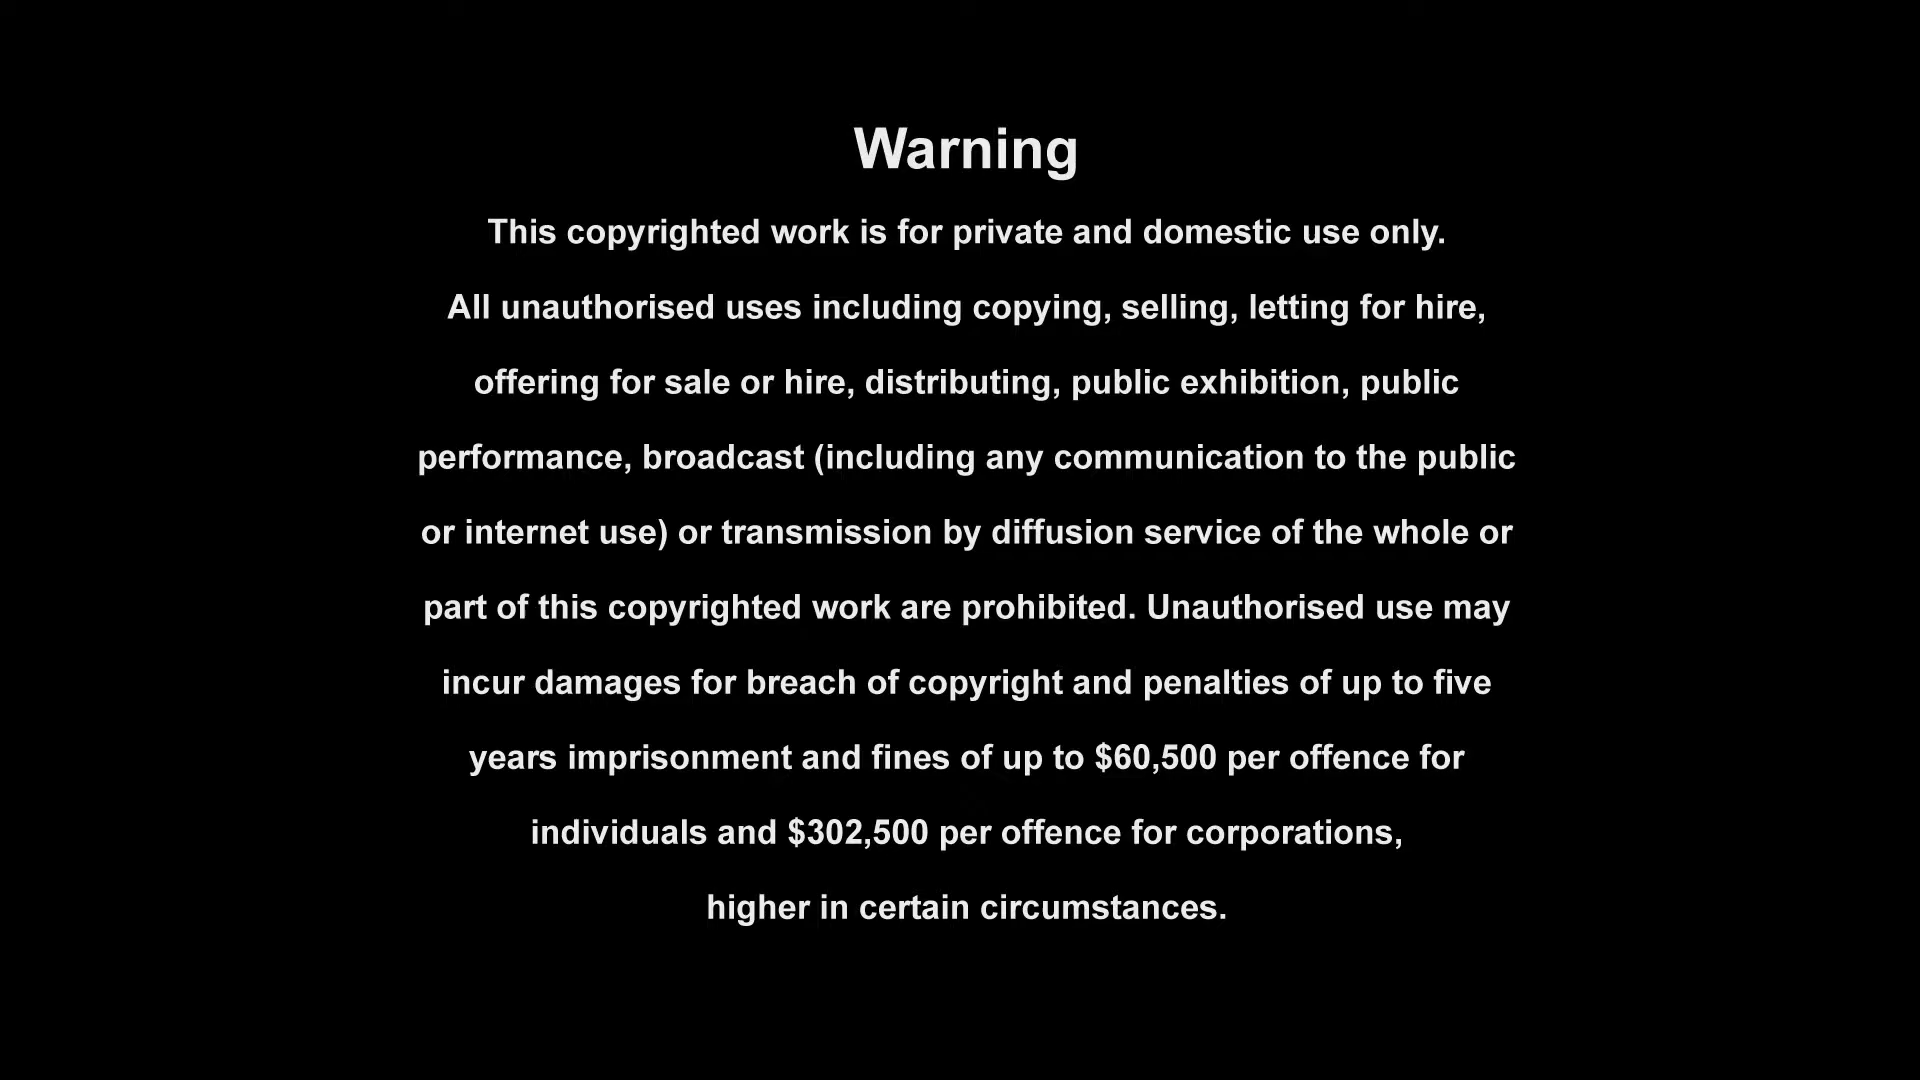 Warning
This copyrighted work is for private and domestic use only.
All unauthorised uses including copying, selling, letting for hire,
offering for sale or hire, distributing, public exhibition, public
performance, broadcast (including any communication to the public
or internet use) or transmission by diffusion service of the whole or
part of this copyrighted work are prohibited. Unauthorised use may
incur damages for breach of copyright and penalties of up to five
years imprisonment and fines of up to $60,500 per offence for
individuals and $302,500 per offence for corporations,
higher in certain circumstances.